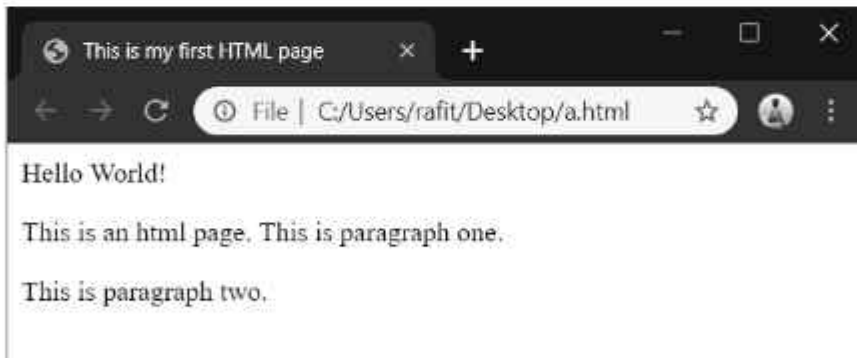 This is my first HTML page
File | C:/Users/rafit/Desktop/a.html
Hello World!
This is an html page. This is paragraph one.
This is paragraph two.